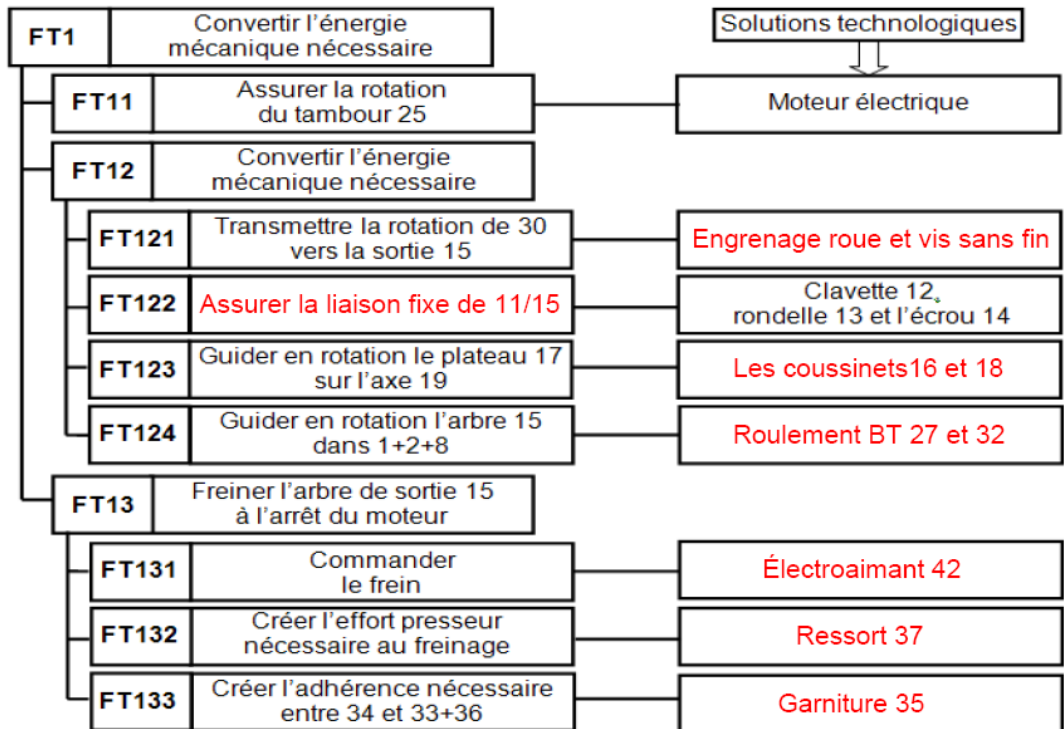 FT1
Convertir l'énergie
mécanique nécessaire
Solutions technologiques
FT11
Assurer la rotation
du tambour 25
Moteur électrique
FT12
Convertir l'énergie
mécanique nécessaire
FT121
Transmettre la rotation de 30
vers la sortie 15
Engrenage roue et vis sans fin
FT122
Assurer la liaison fixe de 11/15
Clavette 12,
rondelle 13 et l'écrou 14
FT123
Guider en rotation le plateau 17
sur l'axe 19
Les coussinets16 et 18
FT124
Guider en rotation l'arbre 15
dans 1+2+8
Roulement BT 27 et 32
FT13
Freiner l'arbre de sortie 15
à l'arrêt du moteur
FT131
Commander
le frein
Électroaimant 42
FT132
Créer l'effort presseur
nécessaire au freinage
Ressort 37
FT133
Créer l'adhérence nécessaire
entre 34 et 33+36
Garniture 35